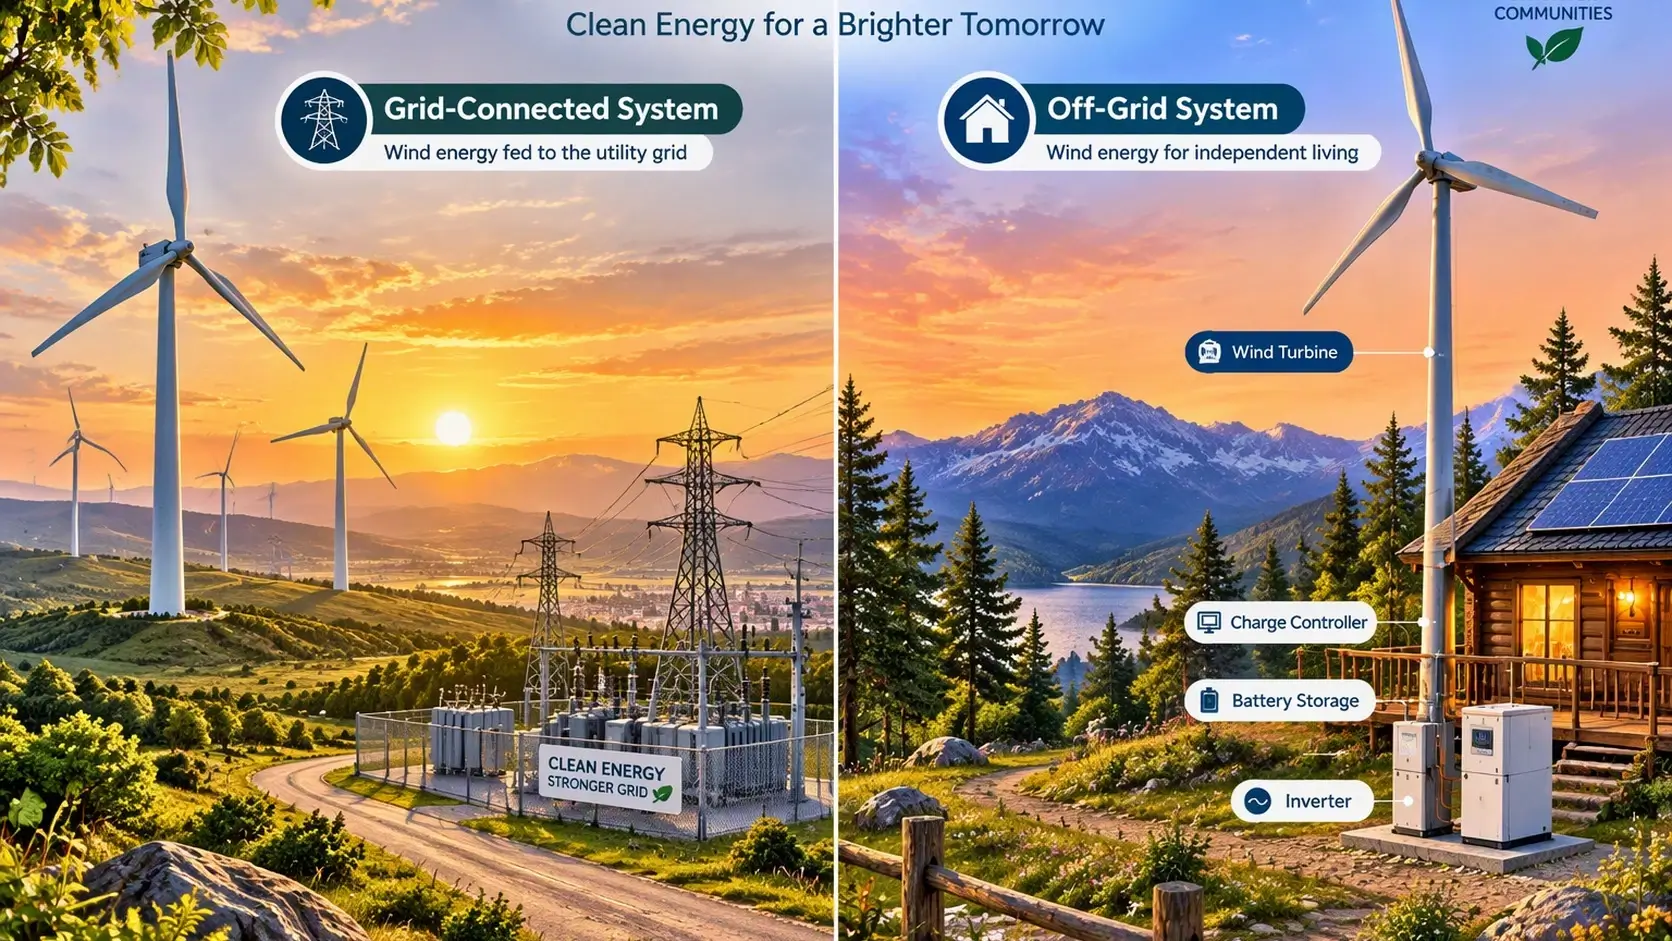 Clean Energy for a Brighter Tomorrow
COMMUNITIES
Grid-Connected System
Wind energy fed to the utility grid
Off-Grid System
Wind energy for independent living
Wind Turbine
Charge Controller
Battery Storage
Inverter
CLEAN ENERGY
STRONGER GRID